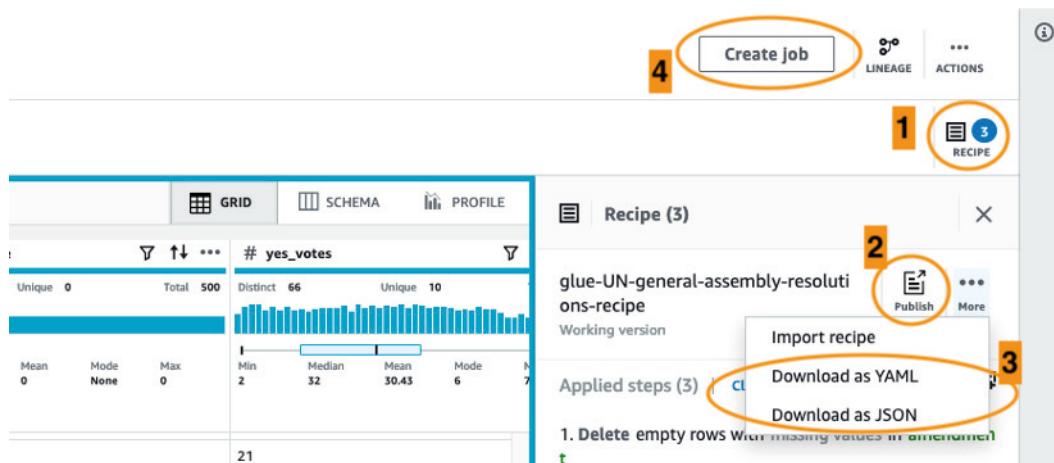 4
Create job
LINEAGE
ACTIONS
1
3
RECIPE
GRID
SCHEMA
PROFILE
Recipe (3)
# yes_votes
2
Unique 0
Total 500
Distinct 66
Unique 10
glue-UN-general-assembly-resoluti
ons-recipe
Working version
Publish
More
Mean
Mode
Max
0
None
0
Min
Median
Mean
Mode
2
32
30.43
6
7
Import recipe
3
Applied steps (3)
Download as YAML
Download as JSON
1. Delete empty rows with missing values in amendmen
t
21